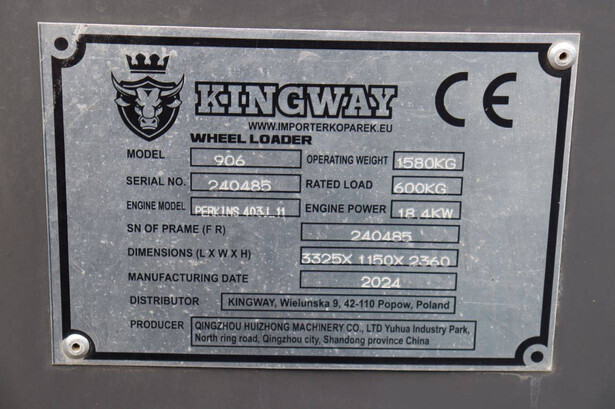 KINGWAY
CE
WWW.IMPORTERKOPAREK.EU
WHEEL LOADER
MODEL 906 OPERATING WEIGHT 1580KG
SERIAL NO. 240485 RATED LOAD 600KG
ENGINE MODEL PERKINS 403J_11 ENGINE POWER 18.4KW
SN OF FRAME (F R) 240485
DIMENSIONS (L X W X H) 3325X 1150X 2360
MANUFACTURING DATE 2024
DISTRIBUTOR KINGWAY, Wielunska 9, 42-110 Popow, Poland
PRODUCER QINGZHOU HUIZHONG MACHINERY CO., LTD Yuhua Industry Park,
North ring road, Qingzhou city, Shandong province China